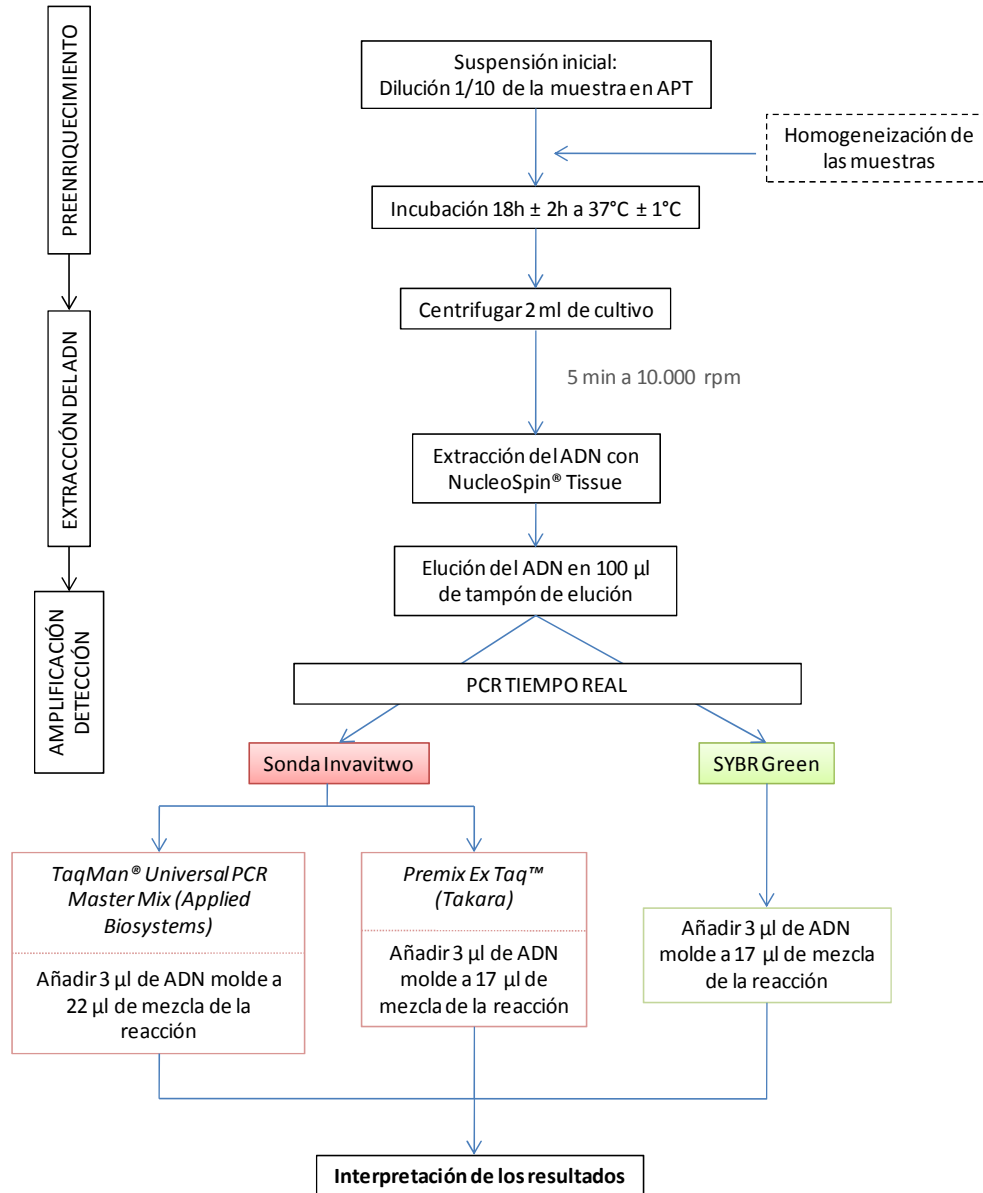 PREENRIQUECIMIENTO
EXTRACCIÓN DEL ADN
AMPLIFICACIÓN
DETECCIÓN
Suspensión inicial:
Dilución 1/10 de la muestra en APT
Homogeneización de
las muestras
Incubación 18h ± 2h a 37°C ± 1°C
Centrifugar 2 ml de cultivo
5 min a 10.000 rpm
Extracción del ADN con
NucleoSpin® Tissue
Elución del ADN en 100 µl
de tampón de elución
PCR TIEMPO REAL
Sonda Invavitwo
SYBR Green
TaqMan® Universal PCR
Master Mix (Applied
Biosystems)
Añadir 3 µl de ADN molde a
22 µl de mezcla de la
reacción
Premix Ex Taq™
(Takara)
Añadir 3 µl de ADN
molde a 17 µl de
mezcla de la reacción
Añadir 3 µl de ADN
molde a 17 µl de mezcla
de la reacción
Interpretación de los resultados